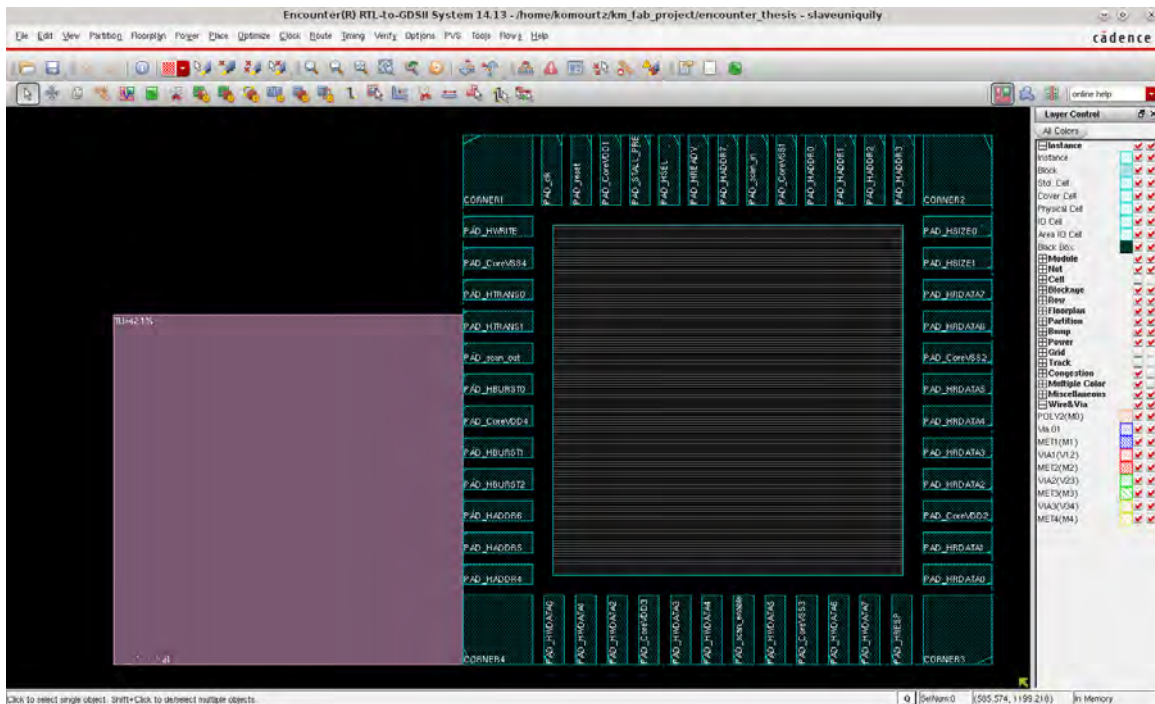 Encounter(R) RTL-to-GDSII System 14.13 - /home/komourtz/km_fab_project/encounter_thesis - slaveuniquify
File Edit View Partition Floorplan Power Place Optimize Clock Route Timing Verify Options PVS Tools Flows Help
cādence
online help
Layer Control
All Colors
Instance
Instance
Block
Std. Cell
Cover Cell
Physical Cell
IO Cell
Area IO Cell
Black Box
Module
Net
Cell
Blockage
Row
Floorplan
Partition
Bump
Power
Grid
Track
Congestion
Multiple Color
Miscellaneous
Wire&Via
POLY2(M0)
Via 01
MET1(M1)
VIA1(V12)
MET2(M2)
VIA2(V23)
MET3(M3)
VIA3(V34)
MET4(M4)
CORNER1
PAD_clk
PAD_reset
PAD_CoreVDD1
PAD_STALL_PRE
PAD_HSEL
PAD_HREADY
PAD_HADDR7
PAD_scan_in
PAD_CoreVSS1
PAD_HADDR0
PAD_HADDR1
PAD_HADDR2
PAD_HADDR3
CORNER2
PAD_HWRITE
PAD_CoreVSS4
PAD_HTRANS0
PAD_HTRANS1
PAD_scan_out
PAD_HBURST0
PAD_CoreVDD4
PAD_HBURST1
PAD_HBURST2
PAD_HADDR6
PAD_HADDR5
PAD_HADDR4
PAD_HSIZE0
PAD_HSIZE1
PAD_HRDATA7
PAD_HRDATA6
PAD_CoreVSS2
PAD_HRDATA5
PAD_HRDATA4
PAD_HRDATA3
PAD_HRDATA2
PAD_CoreVDD2
PAD_HRDATA1
PAD_HRDATA0
TU=42.1%
CORNER4
PAD_HWDATA0
PAD_HWDATA1
PAD_HWDATA2
PAD_CoreVDD3
PAD_HWDATA3
PAD_HWDATA4
PAD_scan_enable
PAD_HWDATA5
PAD_CoreVSS3
PAD_HWDATA6
PAD_HWDATA7
PAD_HRESP
CORNER3
Click to select single object. Shift+Click to de/select multiple objects.
Q
SelNum:0
(585.574, 1199.218)
In Memory